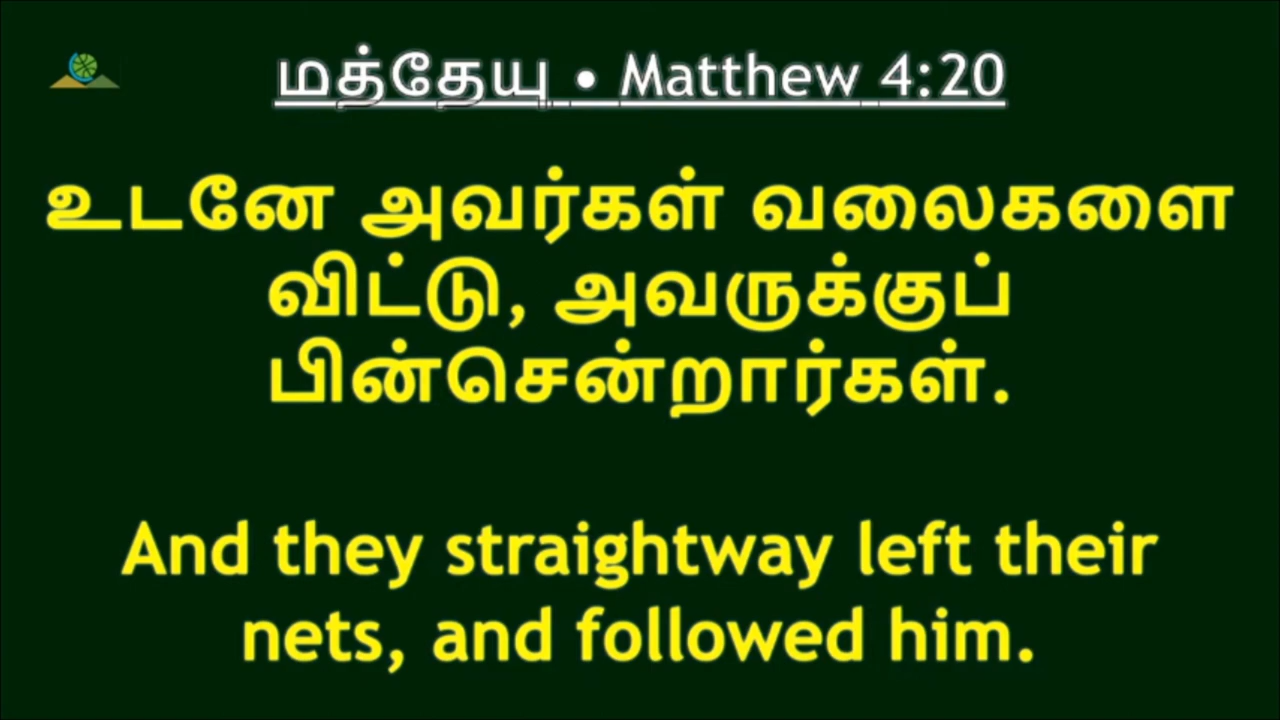 மத்தேயு • Matthew 4:20
உடனே அவர்கள் வலைகளை
விட்டு, அவருக்குப்
பின்சென்றார்கள்.
And they straightway left their
nets, and followed him.